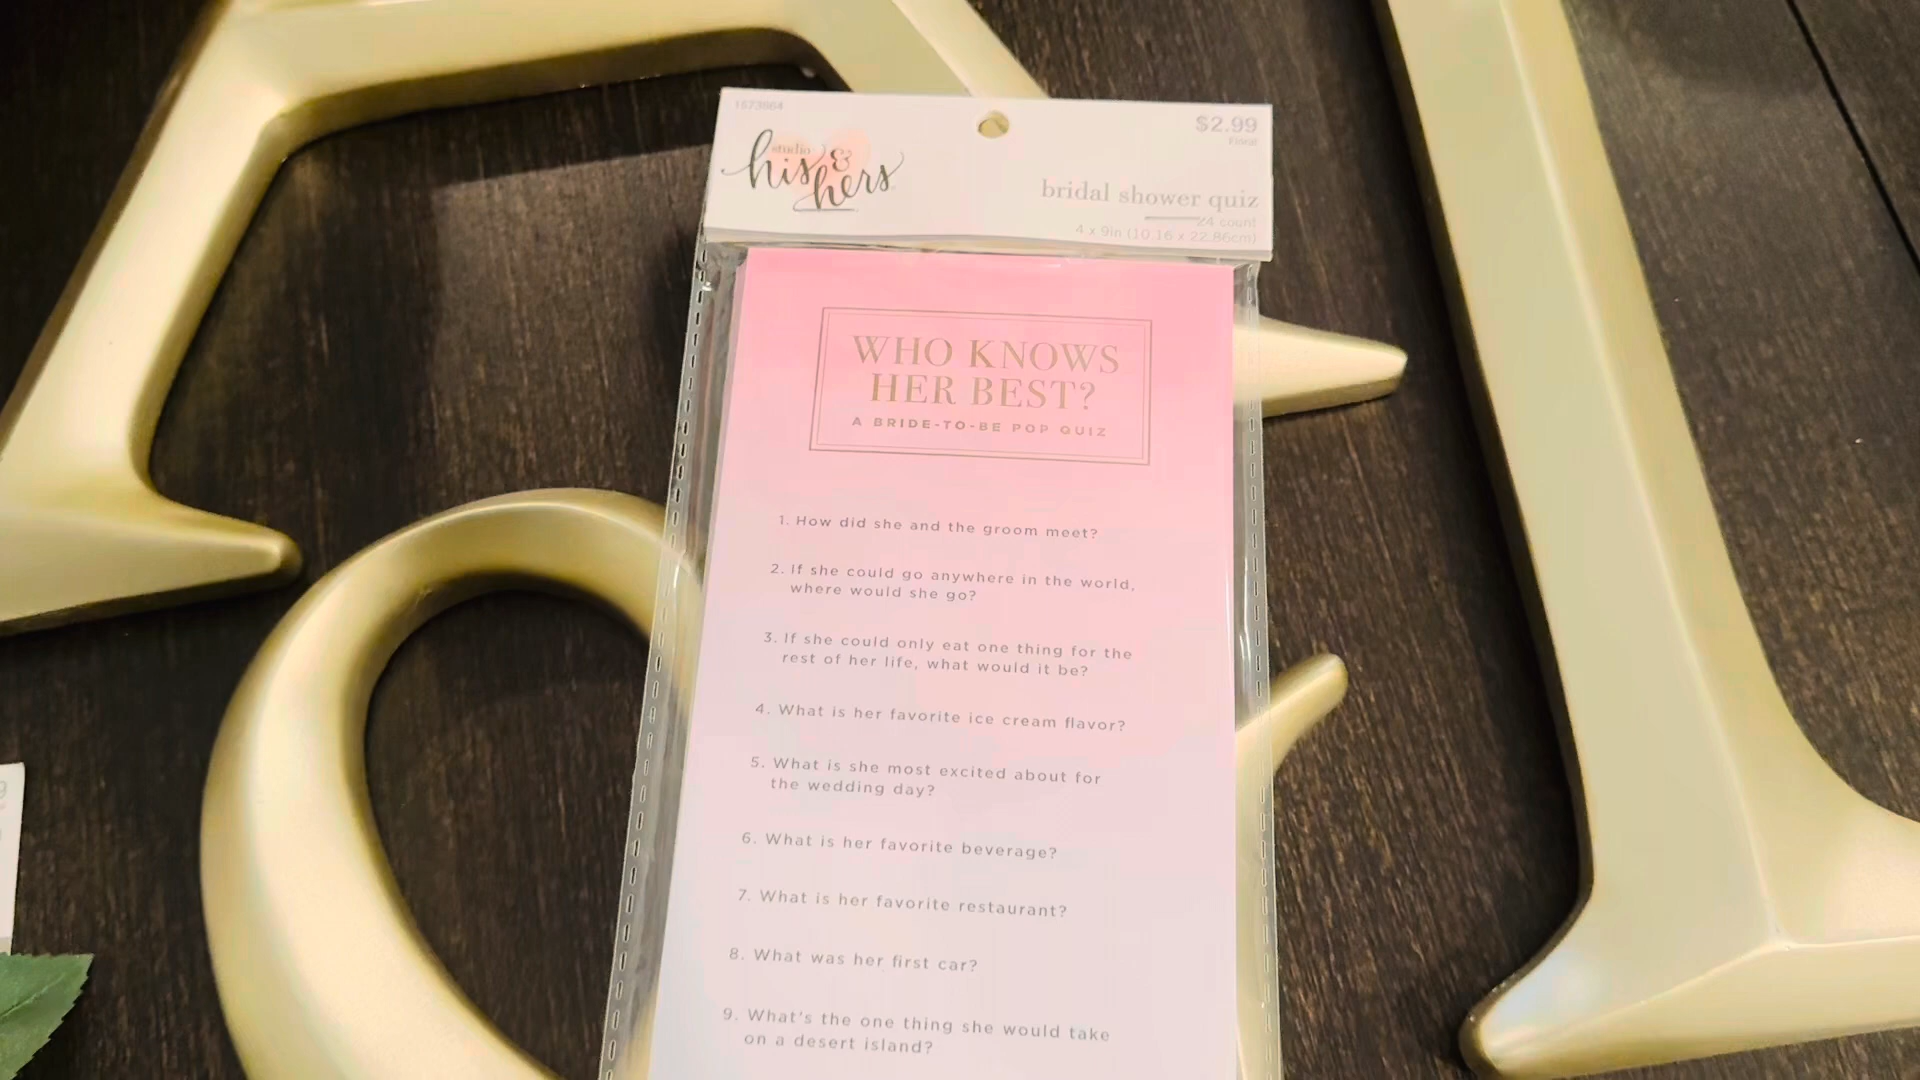 1573964
$2.99
studio
his & hers
bridal shower quiz
24 count
4 x 9in (10.16 x 22.86cm)
WHO KNOWS
HER BEST?
A BRIDE-TO-BE POP QUIZ
1. How did she and the groom meet?
2. If she could go anywhere in the world,
where would she go?
3. If she could only eat one thing for the
rest of her life, what would it be?
4. What is her favorite ice cream flavor?
5. What is she most excited about for
the wedding day?
6. What is her favorite beverage?
7. What is her favorite restaurant?
8. What was her first car?
9. What's the one thing she would take
on a desert island?